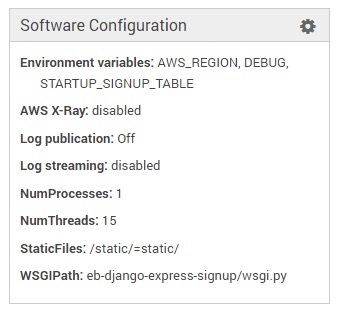 Software Configuration
Environment variables: AWS_REGION, DEBUG,
STARTUP_SIGNUP_TABLE
AWS X-Ray: disabled
Log publication: Off
Log streaming: disabled
NumProcesses: 1
NumThreads: 15
StaticFiles: /static/=static/
WSGIPath: eb-django-express-signup/wsgi.py